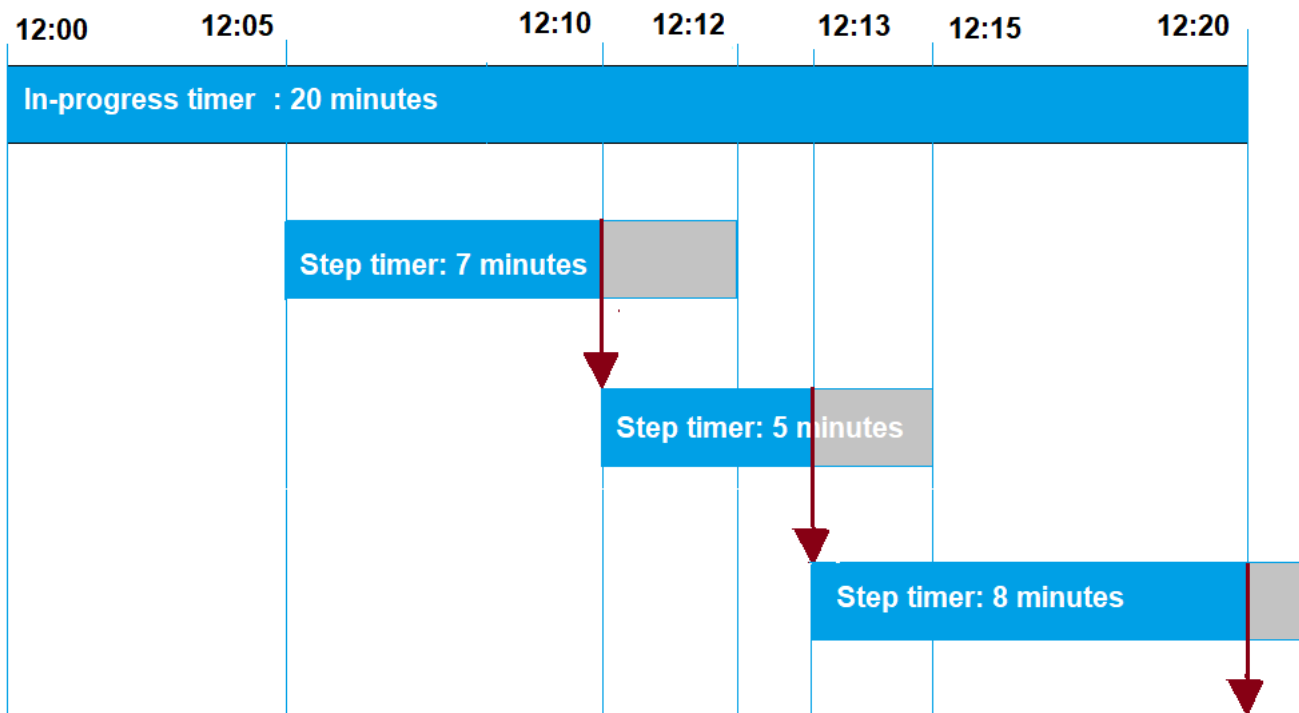 12:00 12:05 12:10 12:12 12:13 12:15 12:20
In-progress timer : 20 minutes
Step timer: 7 minutes
Step timer: 5 minutes
Step timer: 8 minutes